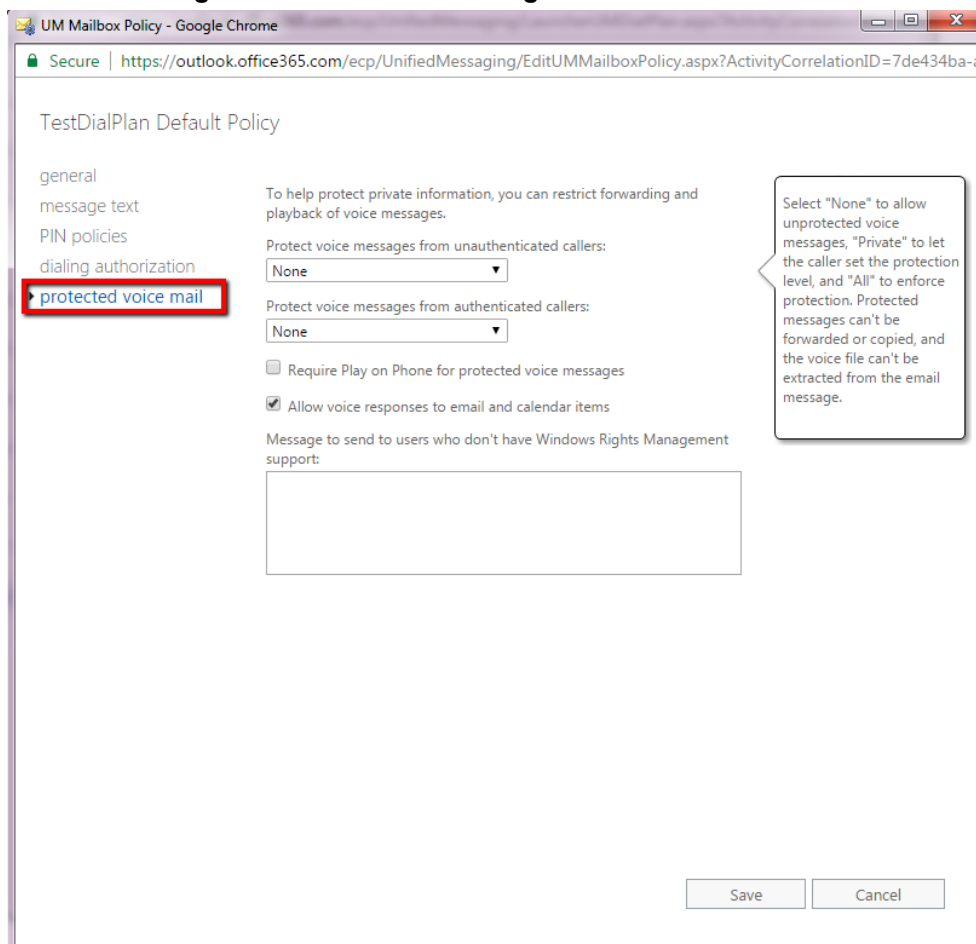 UM Mailbox Policy - Google Chrome
Secure | https://outlook.office365.com/ecp/UnifiedMessaging/EditUMMailboxPolicy.aspx?ActivityCorrelationID=7de434ba-a
TestDialPlan Default Policy
general
message text
PIN policies
dialing authorization
protected voice mail
To help protect private information, you can restrict forwarding and
playback of voice messages.
Protect voice messages from unauthenticated callers:
None
Protect voice messages from authenticated callers:
None
Require Play on Phone for protected voice messages
Allow voice responses to email and calendar items
Message to send to users who don't have Windows Rights Management
support:
Select "None" to allow
unprotected voice
messages, "Private" to let
the caller set the protection
level, and "All" to enforce
protection. Protected
messages can't be
forwarded or copied, and
the voice file can't be
extracted from the email
message.
Save
Cancel